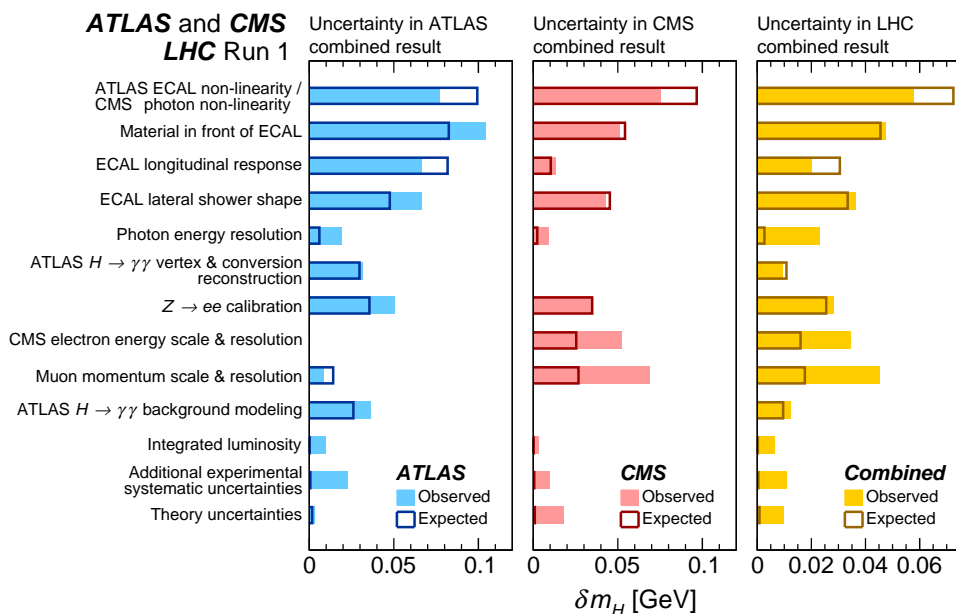 ATLAS and CMS
LHC Run 1
Uncertainty in ATLAS
combined result
Uncertainty in CMS
combined result
Uncertainty in LHC
combined result
ATLAS ECAL non-linearity /
CMS photon non-linearity
Material in front of ECAL
ECAL longitudinal response
ECAL lateral shower shape
Photon energy resolution
ATLAS H → γγ vertex & conversion
reconstruction
Z → ee calibration
CMS electron energy scale & resolution
Muon momentum scale & resolution
ATLAS H → γγ background modeling
Integrated luminosity
Additional experimental
systematic uncertainties
Theory uncertainties
ATLAS
Observed
Expected
CMS
Observed
Expected
Combined
Observed
Expected
0 0.05 0.1
0 0.05 0.1
0 0.02 0.04 0.06
δm_H [GeV]